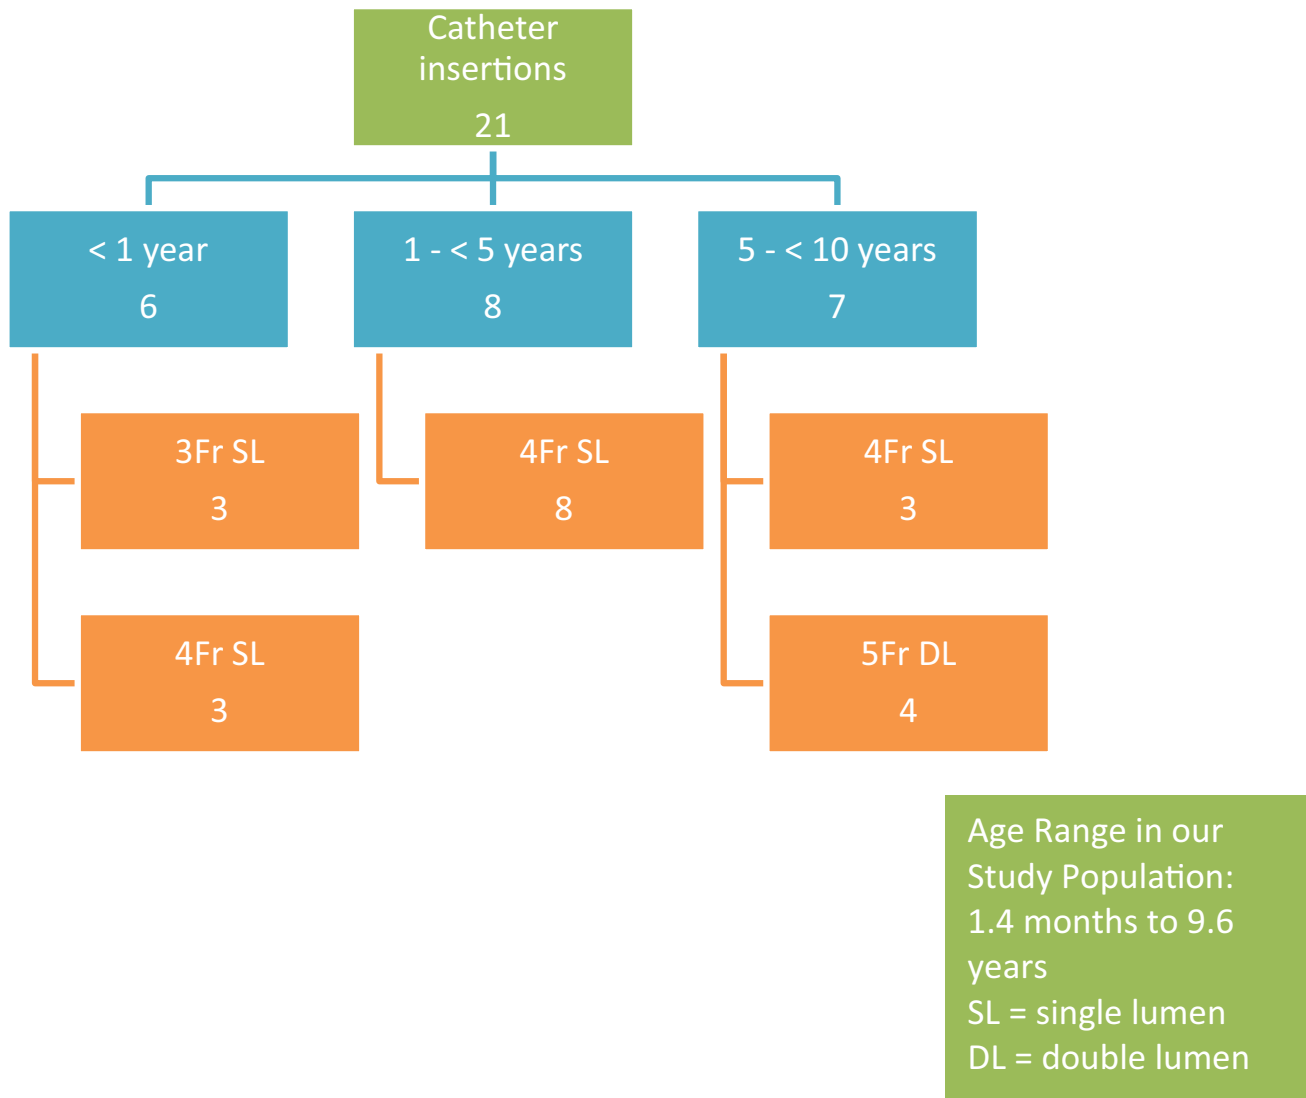 Catheter
insertions
21
< 1 year
6
1 - < 5 years
8
5 - < 10 years
7
3Fr SL
3
4Fr SL
3
4Fr SL
8
4Fr SL
3
5Fr DL
4
Age Range in our
Study Population:
1.4 months to 9.6
years
SL = single lumen
DL = double lumen